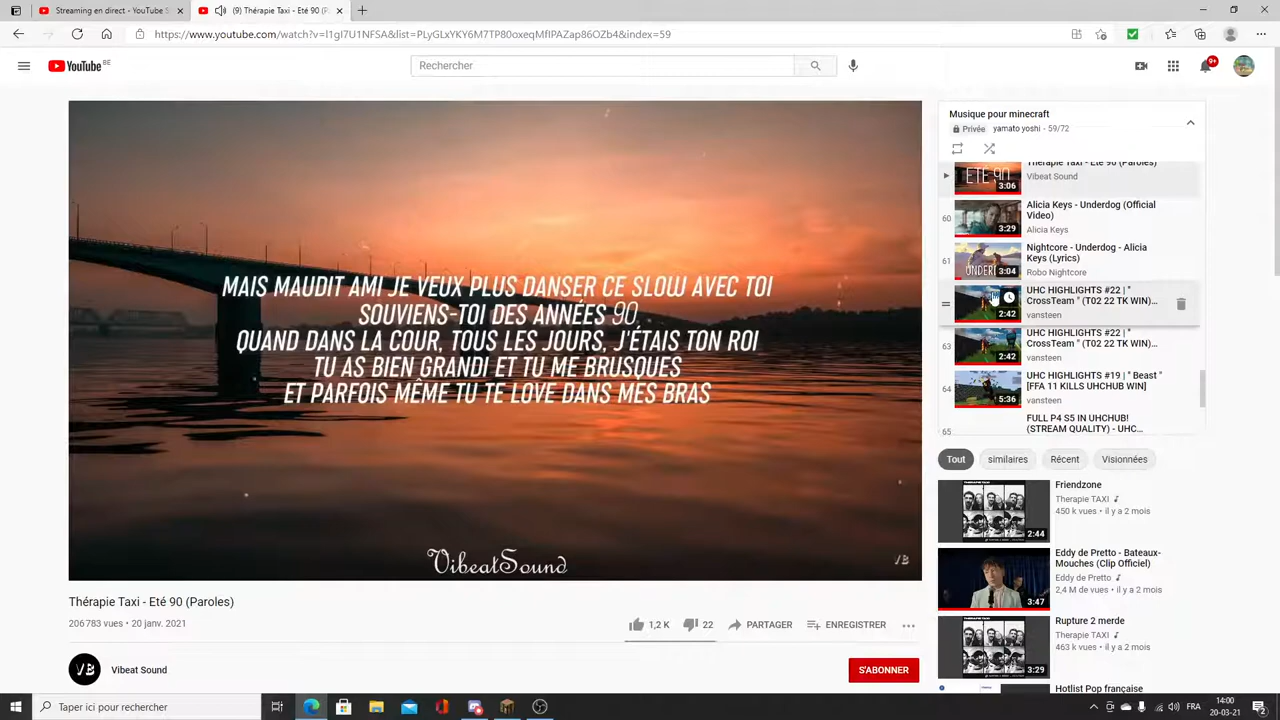 Streaming en direct - YouTube S
(9) Thérapie Taxi - Eté 90 (P
https://www.youtube.com/watch?v=l1gI7U1NFSA&list=PLyGLxYKY6M7TP80oxeqMfIPAZap86OZb4&index=59
YouTube BE
Rechercher
9+
Musique pour minecraft
Privée yamato yoshi - 59/72
Thérapie Taxi - Eté 90 (Paroles)
Vibeat Sound
ETÉ 90
3:06
60
Alicia Keys - Underdog (Official
Video)
Alicia Keys
3:29
61
Nightcore - Underdog - Alicia
Keys (Lyrics)
Robo Nightcore
3:04
UHC HIGHLIGHTS #22 | "
CrossTeam " (T02 22 TK WIN)...
vansteen
2:42
63
UHC HIGHLIGHTS #22 | "
CrossTeam " (T02 22 TK WIN)...
vansteen
2:42
64
UHC HIGHLIGHTS #19 | " Beast "
[FFA 11 KILLS UHCHUB WIN]
vansteen
5:36
65
FULL P4 S5 IN UHCHUB!
(STREAM QUALITY) - UHC...
MAIS MAUDIT AMI JE VEUX PLUS DANSER CE SLOW AVEC TOI
SOUVIENS-TOI DES ANNÉES 90
QUAND DANS LA COUR, TOUS LES JOURS, J'ÉTAIS TON ROI
TU AS BIEN GRANDI ET TU ME BRUSQUES
ET PARFOIS MÊME TU TE LOVE DANS MES BRAS
VibeatSound
VB
Thérapie Taxi - Eté 90 (Paroles)
206 783 vues • 20 janv. 2021
1,2 K
22
PARTAGER
ENREGISTRER
VB
Vibeat Sound
S'ABONNER
Tout
similaires
Récent
Visionnées
Friendzone
Therapie TAXI
450 k vues • il y a 2 mois
2:44
Eddy de Pretto - Bateaux-
Mouches (Clip Officiel)
Eddy de Pretto
2,4 M de vues • il y a 2 mois
3:47
Rupture 2 merde
Therapie TAXI
463 k vues • il y a 2 mois
3:29
Hotlist Pop française
Taper ici pour rechercher
FRA
14:00
20-03-21
2